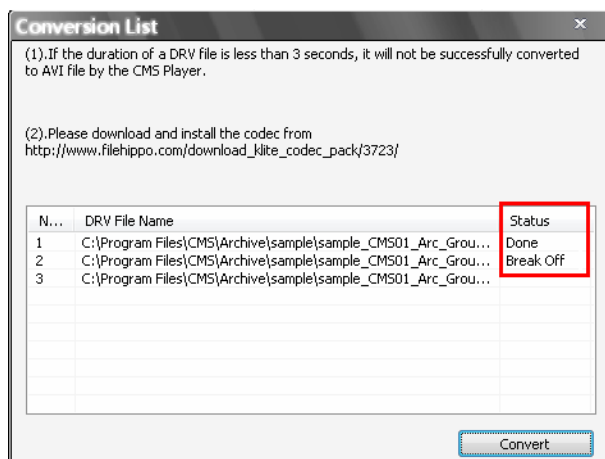 Conversion List
(1).If the duration of a DRV file is less than 3 seconds, it will not be successfully converted
to AVI file by the CMS Player.
(2).Please download and install the codec from
http://www.filehippo.com/download_klite_codec_pack/3723/
N... DRV File Name Status
1 C:\Program Files\CMS\Archive\sample\sample_CMS01_Arc_Grou... Done
2 C:\Program Files\CMS\Archive\sample\sample_CMS01_Arc_Grou... Break Off
3 C:\Program Files\CMS\Archive\sample\sample_CMS01_Arc_Grou...
Convert